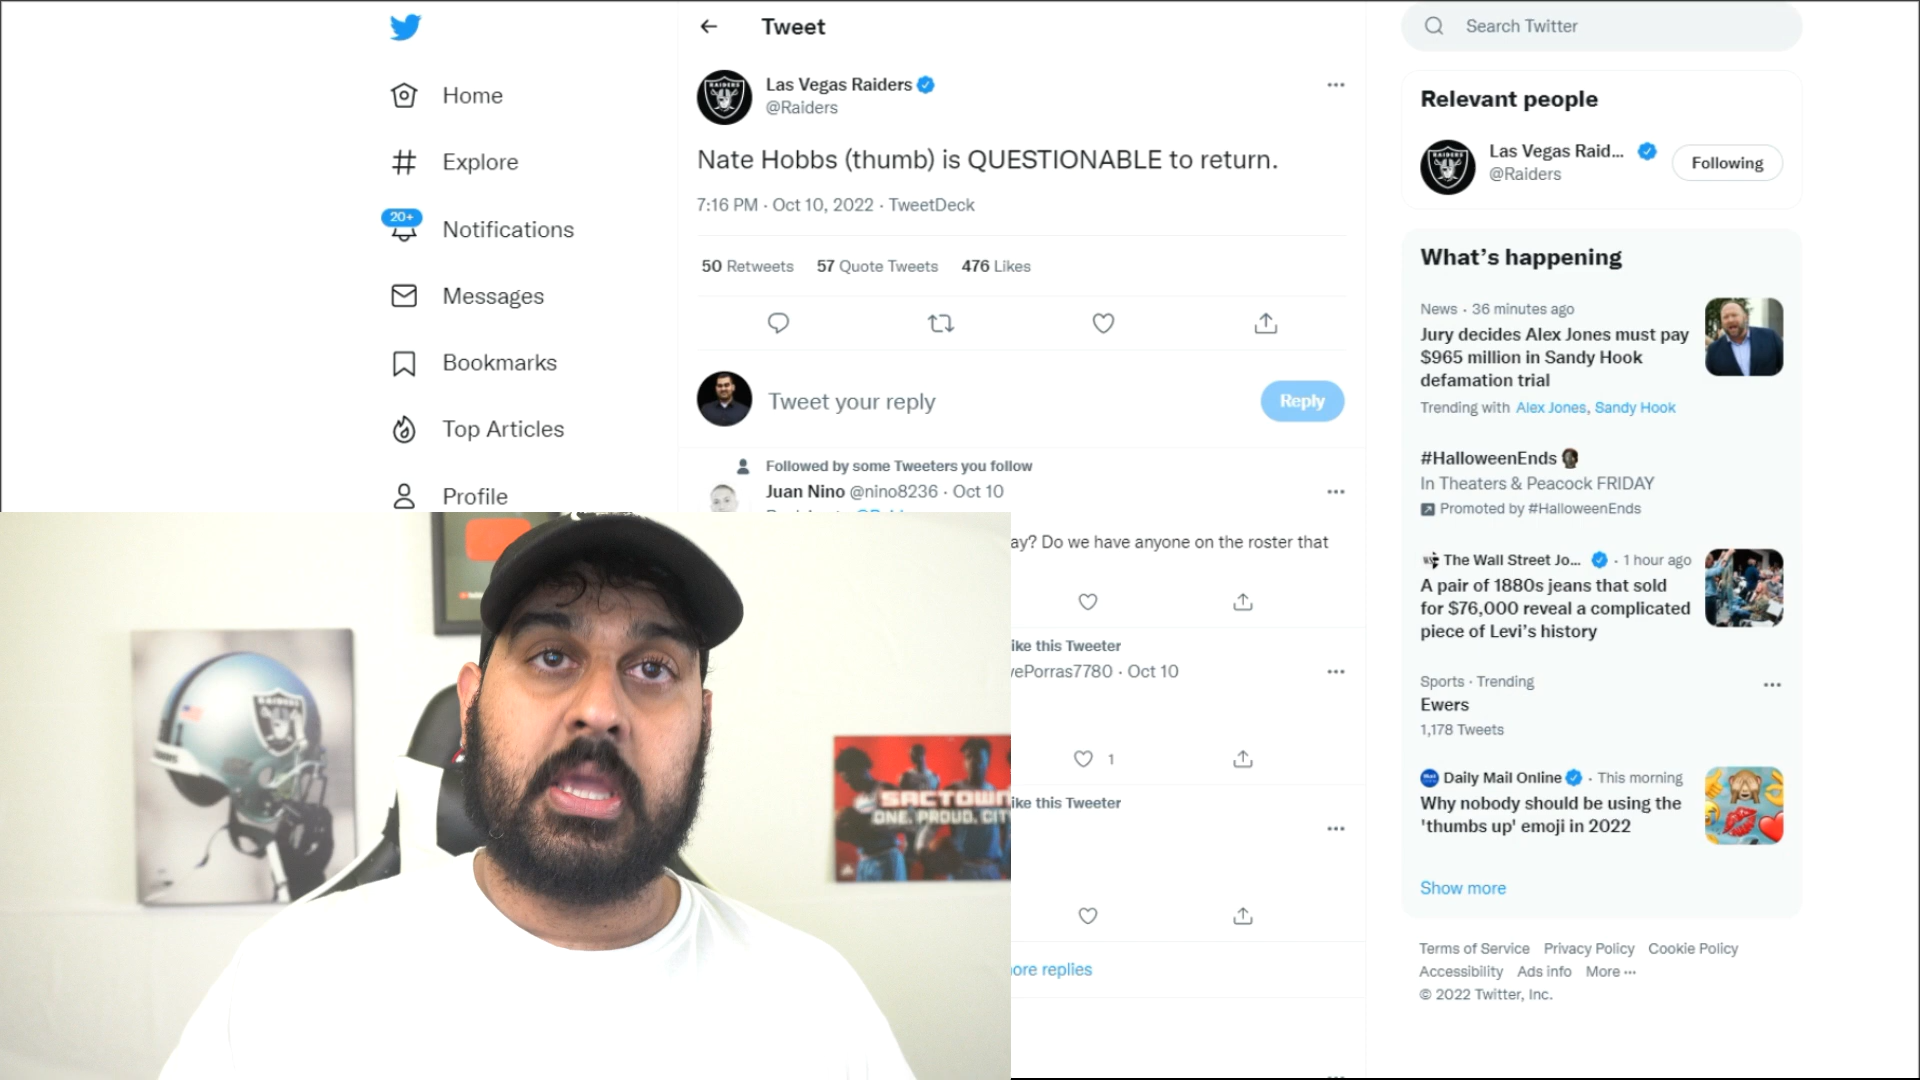 Home
Explore
20+
Notifications
Messages
Bookmarks
Top Articles
Profile
Tweet
Las Vegas Raiders
@Raiders
Nate Hobbs (thumb) is QUESTIONABLE to return.
7:16 PM · Oct 10, 2022 · TweetDeck
50 Retweets 57 Quote Tweets 476 Likes
Tweet your reply
Reply
Followed by some Tweeters you follow
Juan Nino @nino8236 · Oct 10
ay? Do we have anyone on the roster that
ike this Tweeter
vePorras7780 · Oct 10
1
ike this Tweeter
ore replies
RAIDERS
SACTOWN
ONE. PROUD. CIT
Search Twitter
Relevant people
Las Vegas Raid...
@Raiders
Following
What's happening
News · 36 minutes ago
Jury decides Alex Jones must pay
$965 million in Sandy Hook
defamation trial
Trending with Alex Jones, Sandy Hook
#HalloweenEnds
In Theaters & Peacock FRIDAY
Promoted by #HalloweenEnds
The Wall Street Jo... · 1 hour ago
A pair of 1880s jeans that sold
for $76,000 reveal a complicated
piece of Levi's history
Sports · Trending
Ewers
1,178 Tweets
Daily Mail Online · This morning
Why nobody should be using the
'thumbs up' emoji in 2022
Show more
Terms of Service Privacy Policy Cookie Policy
Accessibility Ads info More ···
© 2022 Twitter, Inc.